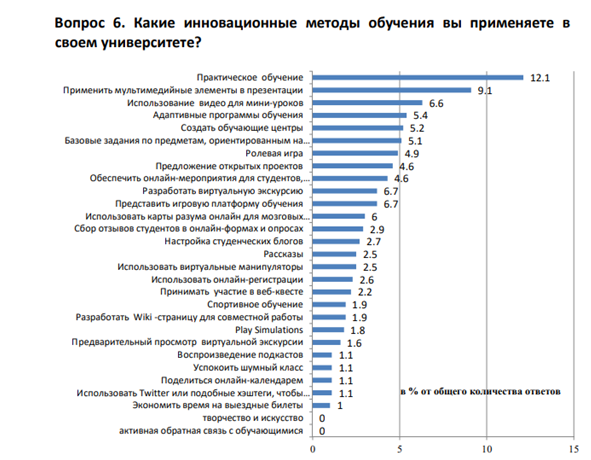 Вопрос 6. Какие инновационные методы обучения вы применяете в
своем университете?
Практическое обучение 12.1
Применить мультимедийные элементы в презентации 9.1
Использование видео для мини-уроков 6.6
Адаптивные программы обучения 5.4
Создать обучающие центры 5.2
Базовые задания по предметам, ориентированным на... 5.1
Ролевая игра 4.9
Предложение открытых проектов 4.6
Обеспечить онлайн-мероприятия для студентов,... 4.6
Разработать виртуальную экскурсию 6.7
Представить игровую платформу обучения 6.7
Использовать карты разума онлайн для мозговых... 6
Сбор отзывов студентов в онлайн-формах и опросах 2.9
Настройка студенческих блогов 2.7
Рассказы 2.5
Использовать виртуальные манипуляторы 2.5
Использовать онлайн-регистрации 2.6
Принимать участие в веб-квесте 2.2
Спортивное обучение 1.9
Разработать Wiki -страницу для совместной работы 1.9
Play Simulations 1.8
Предварительный просмотр виртуальной экскурсии 1.6
Воспроизведение подкастов 1.1
Успокоить шумный класс 1.1
Поделиться онлайн-календарем 1.1
Использовать Twitter или подобные хэштеги, чтобы... 1.1
в % от общего количества ответов
Экономить время на выездные билеты 1
творчество и искусство 0
активная обратная связь с обучающимися 0
0 5 10 15